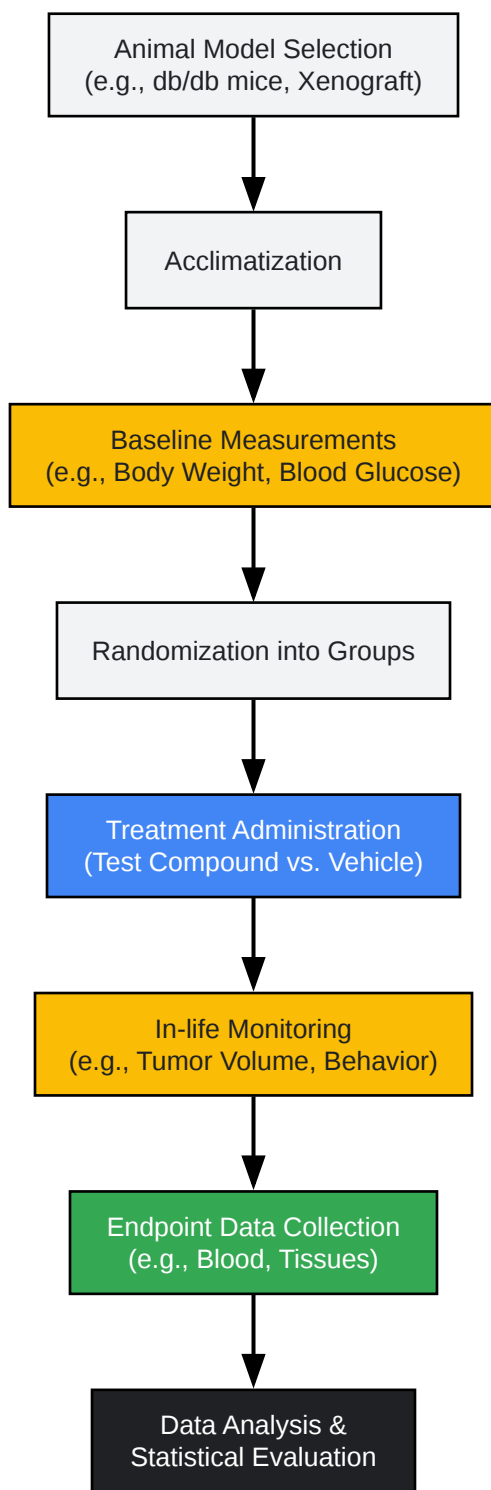 Animal Model Selection
(e.g., db/db mice, Xenograft)
Acclimatization
Baseline Measurements
(e.g., Body Weight, Blood Glucose)
Randomization into Groups
Treatment Administration
(Test Compound vs. Vehicle)
In-life Monitoring
(e.g., Tumor Volume, Behavior)
Endpoint Data Collection
(e.g., Blood, Tissues)
Data Analysis &
Statistical Evaluation